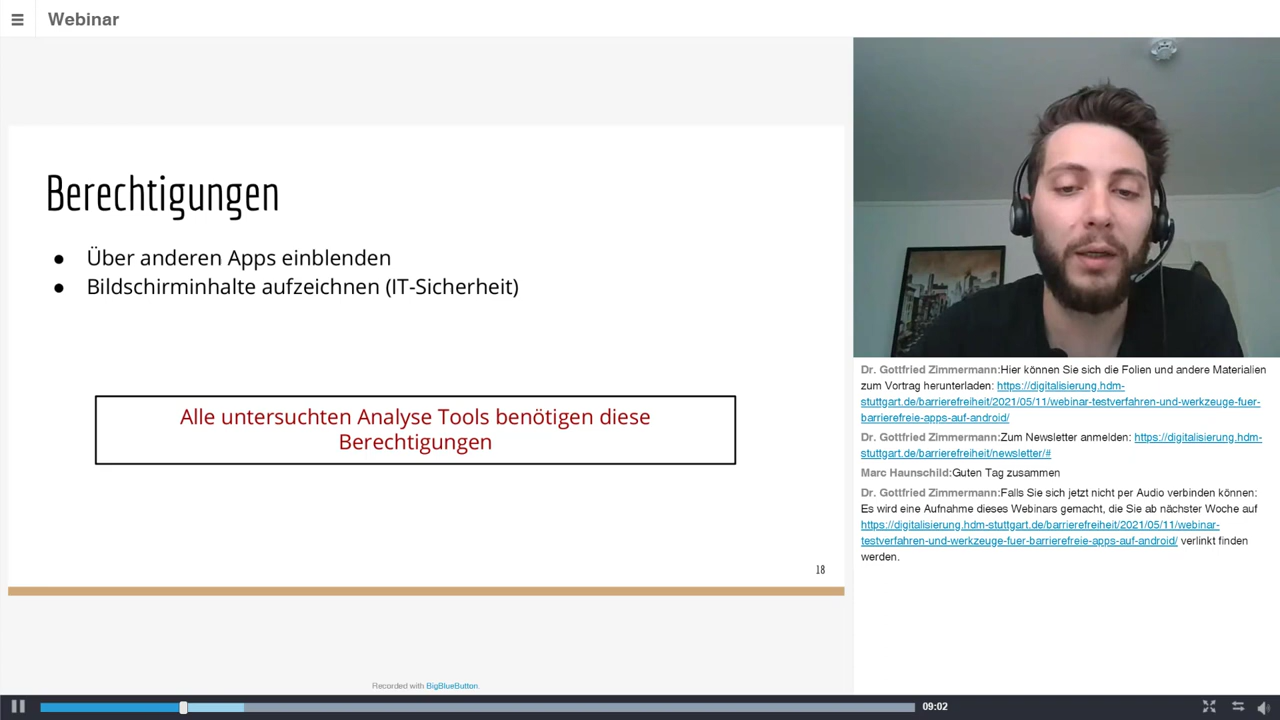 Webinar
Berechtigungen
● Über anderen Apps einblenden
● Bildschirminhalte aufzeichnen (IT-Sicherheit)
Alle untersuchten Analyse Tools benötigen diese
Berechtigungen
18
Recorded with BigBlueButton.
Dr. Gottfried Zimmermann:Hier können Sie sich die Folien und andere Materialien
zum Vortrag herunterladen: https://digitalisierung.hdm-
stuttgart.de/barrierefreiheit/2021/05/11/webinar-testverfahren-und-werkzeuge-fuer-
barrierefreie-apps-auf-android/
Dr. Gottfried Zimmermann:Zum Newsletter anmelden: https://digitalisierung.hdm-
stuttgart.de/barrierefreiheit/newsletter/#
Marc Haunschild:Guten Tag zusammen
Dr. Gottfried Zimmermann:Falls Sie sich jetzt nicht per Audio verbinden können:
Es wird eine Aufnahme dieses Webinars gemacht, die Sie ab nächster Woche auf
https://digitalisierung.hdm-stuttgart.de/barrierefreiheit/2021/05/11/webinar-
testverfahren-und-werkzeuge-fuer-barrierefreie-apps-auf-android/ verlinkt finden
werden.
09:02